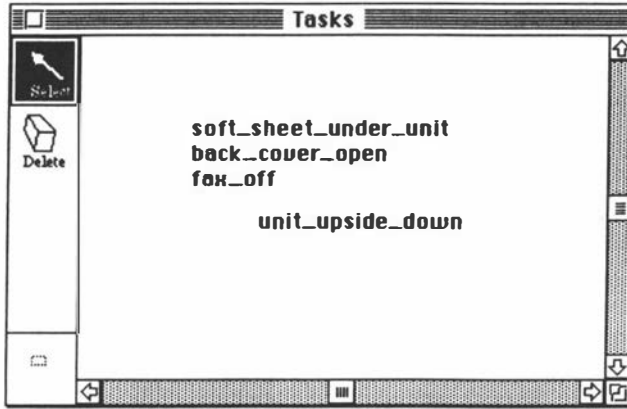 Tasks
Select
Delete
soft_sheet_under_unit
back_cover_open
fax_off
unit_upside_down